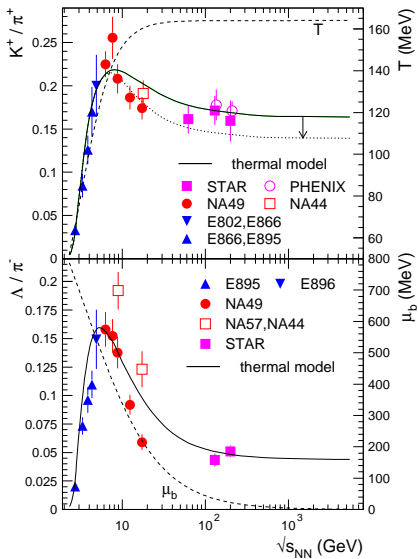 K⁺/π⁺
T (MeV)
0.25
0.2
0.15
0.1
0.05
0
160
140
120
100
80
60
T
thermal model
STAR
PHENIX
NA49
NA44
E802,E866
E866,E895
Λ/π⁻
μb (MeV)
0.2
0.175
0.15
0.125
0.1
0.075
0.05
0.025
0
800
700
600
500
400
300
200
100
0
E895
E896
NA49
NA57,NA44
STAR
thermal model
μb
10
10²
10³
√sNN (GeV)